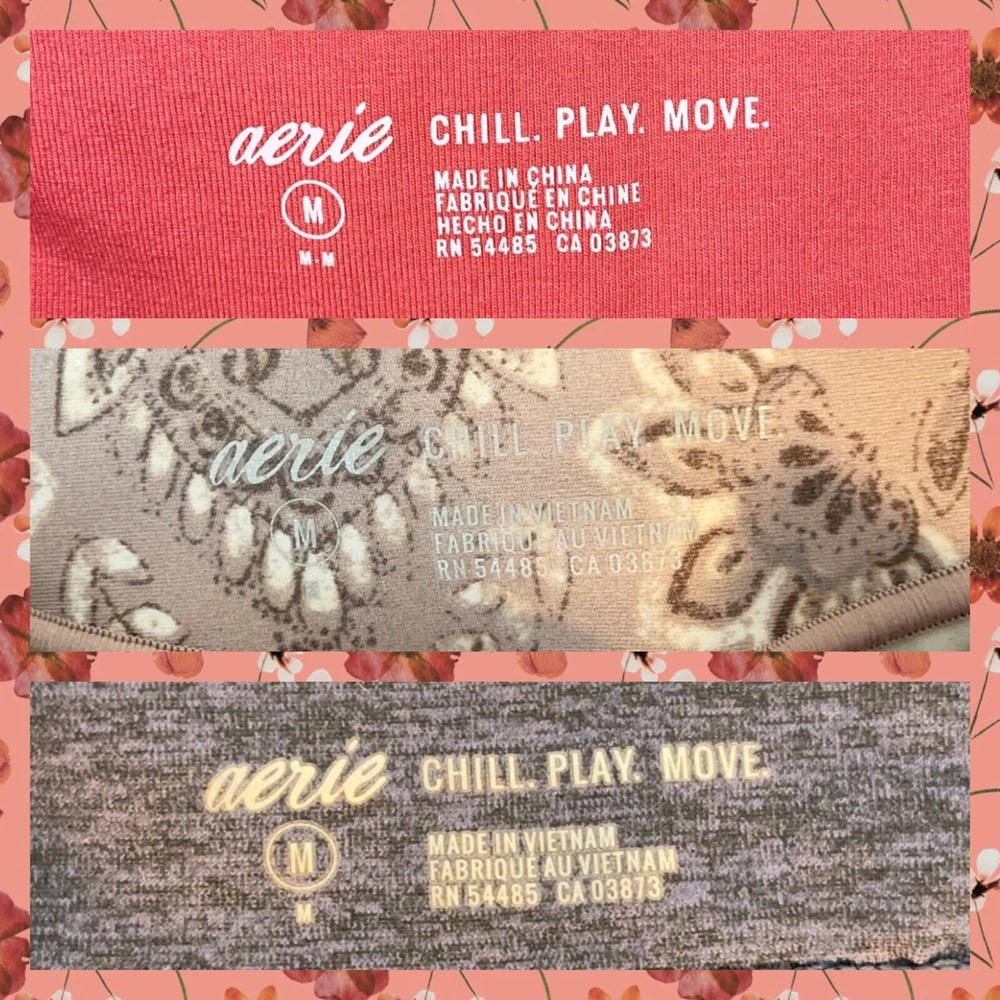 aerie CHILL. PLAY. MOVE.
M
MADE IN CHINA
FABRIQUÉ EN CHINE
HECHO EN CHINA
M-M
RN 54485 CA 03873
aerie CHILL PLAY MOVE.
M
MADE IN VIETNAM
FABRIQUÉ AU VIETNAM
RN 54485 CA 03873
aerie CHILL. PLAY. MOVE.
M
MADE IN VIETNAM
FABRIQUÉ AU VIETNAM
RN 54485 CA 03873
M